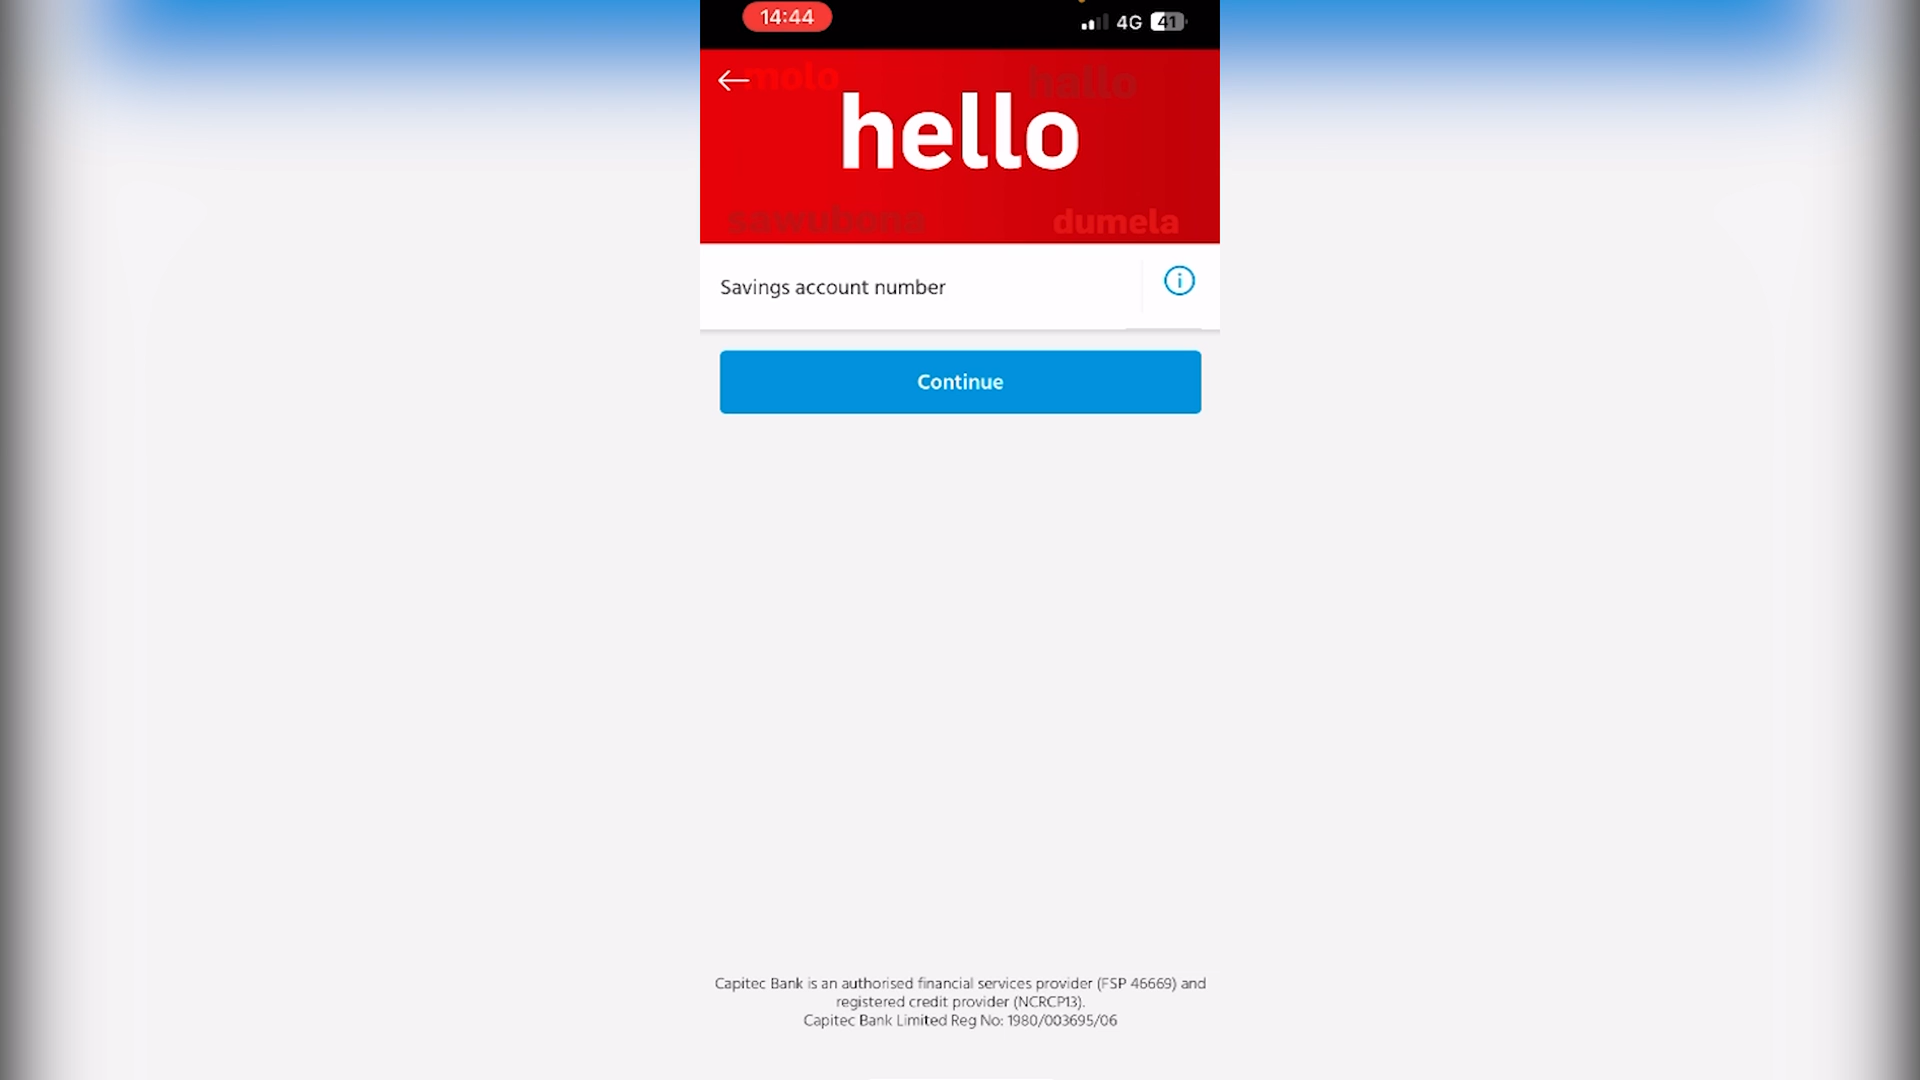 14:44 4G 41
molo hallo
hello
sawubona dumela
Savings account number
Continue
Capitec Bank is an authorised financial services provider (FSP 46669) and
registered credit provider (NCRCP13).
Capitec Bank Limited Reg No: 1980/003695/06